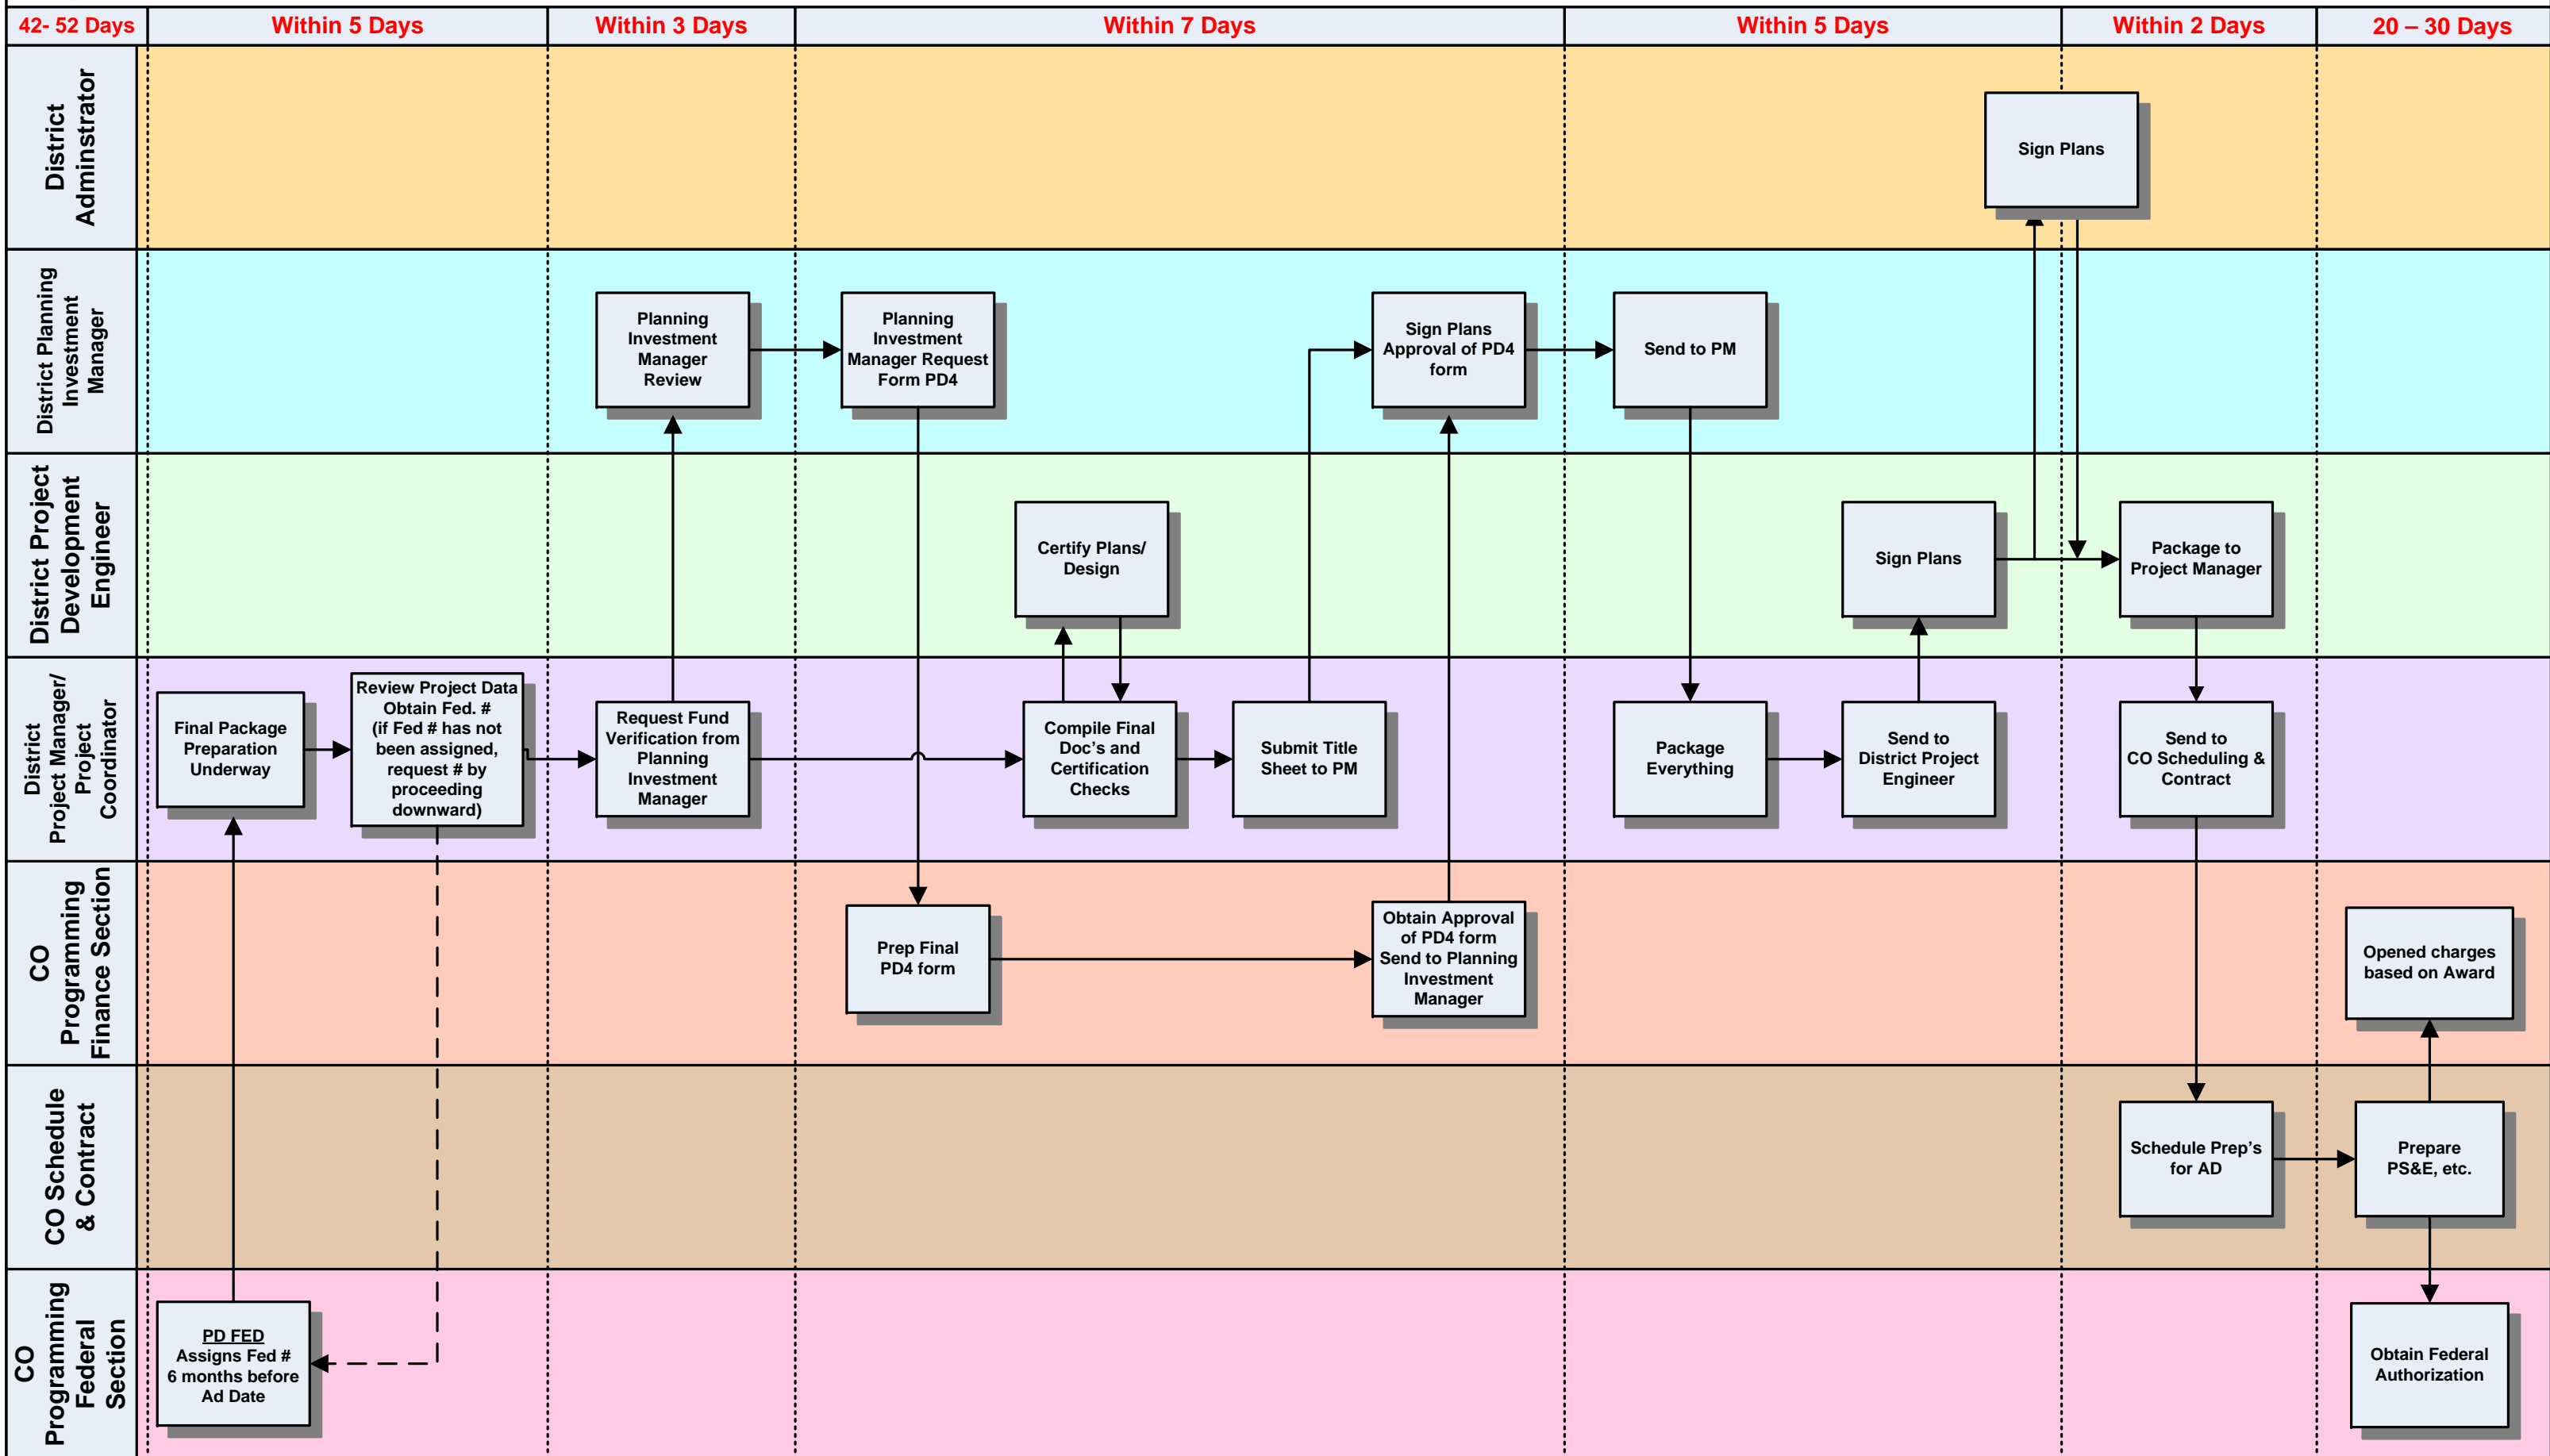 42- 52 Days
Within 5 Days
Within 3 Days
Within 7 Days
Within 5 Days
Within 2 Days
20 – 30 Days
District
Adminstrator
Sign Plans
District Planning
Investment
Manager
Planning
Investment
Manager
Review
Planning
Investment
Manager Request
Form PD4
Sign Plans
Approval of PD4
form
Send to PM
District Project
Development
Engineer
Certify Plans/
Design
Sign Plans
Package to
Project Manager
District
Project Manager/
Project
Coordinator
Final Package
Preparation
Underway
Review Project Data
Obtain Fed. #
(if Fed # has not
been assigned,
request # by
proceeding
downward)
Request Fund
Verification from
Planning
Investment
Manager
Compile Final
Doc’s and
Certification
Checks
Submit Title
Sheet to PM
Package
Everything
Send to
District Project
Engineer
Send to
CO Scheduling &
Contract
CO
Programming
Finance Section
Prep Final
PD4 form
Obtain Approval
of PD4 form
Send to Planning
Investment
Manager
Opened charges
based on Award
CO Schedule
& Contract
Schedule Prep’s
for AD
Prepare
PS&E, etc.
CO
Programming
Federal
Section
PD FED
Assigns Fed #
6 months before
Ad Date
Obtain Federal
Authorization